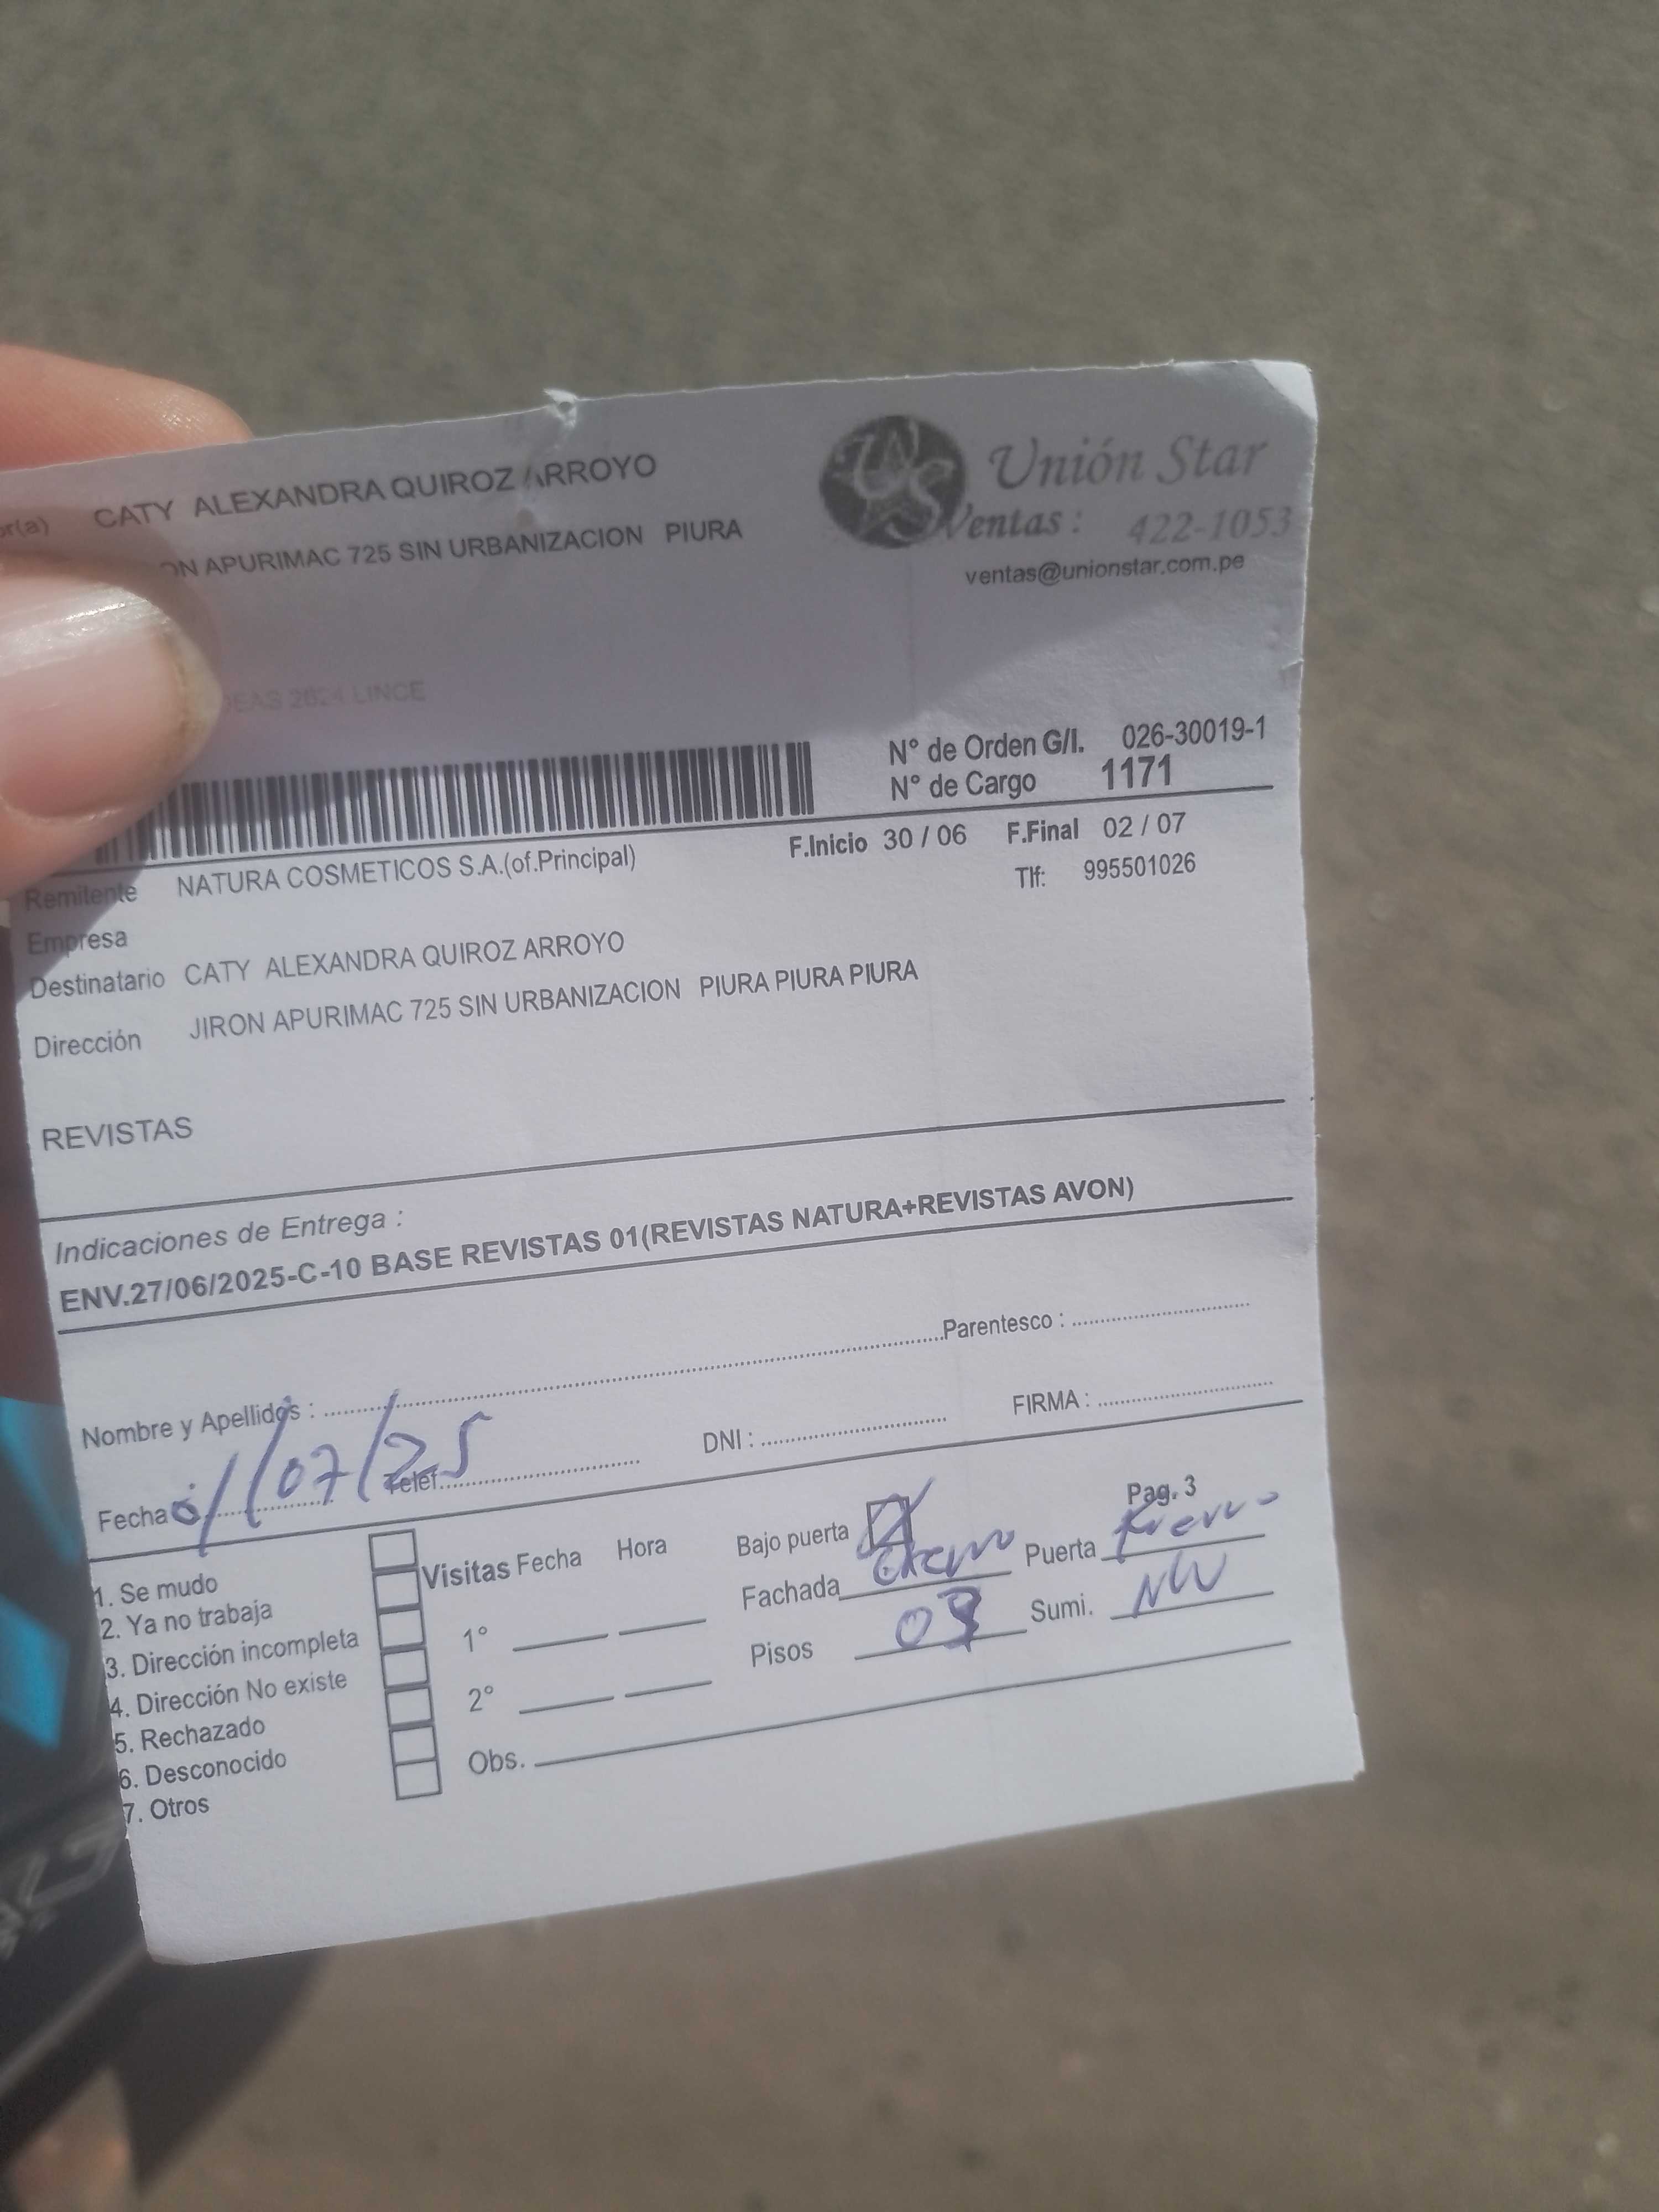 or(a) CATY ALEXANDRA QUIROZ ARROYO
ON APURIMAC 725 SIN URBANIZACION PIURA
Unión Star
Ventas : 422-1053
ventas@unionstar.com.pe
2024 LINCE
N° de Orden G/I. 026-30019-1
N° de Cargo 1171
F.Inicio 30 / 06 F.Final 02 / 07
Remitente NATURA COSMETICOS S.A.(of.Principal)
Tlf: 995501026
Empresa
Destinatario CATY ALEXANDRA QUIROZ ARROYO
Dirección JIRON APURIMAC 725 SIN URBANIZACION PIURA PIURA PIURA
REVISTAS
Indicaciones de Entrega :
ENV.27/06/2025-C-10 BASE REVISTAS 01(REVISTAS NATURA+REVISTAS AVON)
Nombre y Apellidos : Parentesco :
Fecha 01/07/25 Telef. DNI : FIRMA :
Pag. 3
1. Se mudo
2. Ya no trabaja
3. Dirección incompleta
4. Dirección No existe
5. Rechazado
6. Desconocido
7. Otros
Visitas Fecha Hora
1°
2°
Obs.
Bajo puerta
Fachada Puerta
Pisos 03 Sumi.